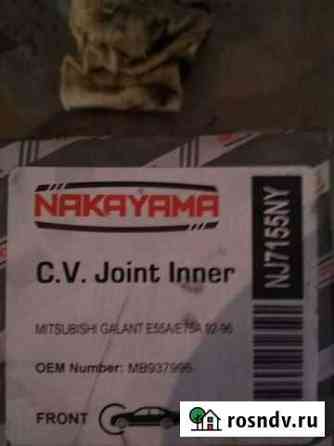 NAKAYAMA
C.V. Joint Inner
NJ7155NY
MITSUBISHI GALANT E55A/E75A 92-96
OEM Number: MB937996
FRONT
rosndv.ru